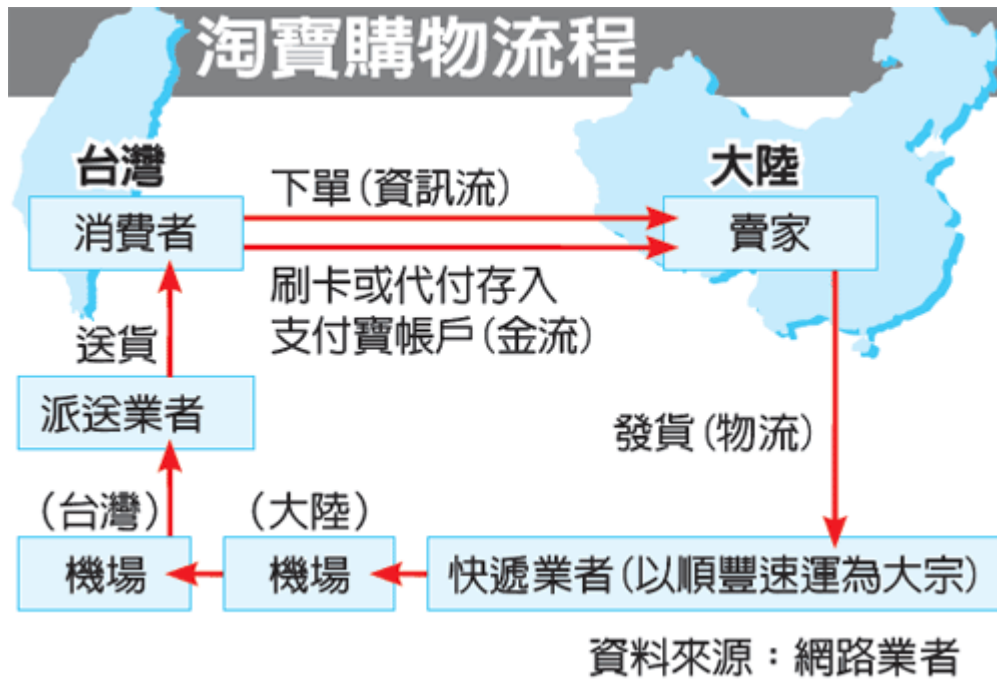 淘寶購物流程
台灣
大陸
消費者
下單(資訊流)
賣家
刷卡或代付存入
支付寶帳戶(金流)
送貨
派送業者
發貨(物流)
(台灣)
(大陸)
機場
機場
快遞業者(以順豐速運為大宗)
資料來源：網路業者